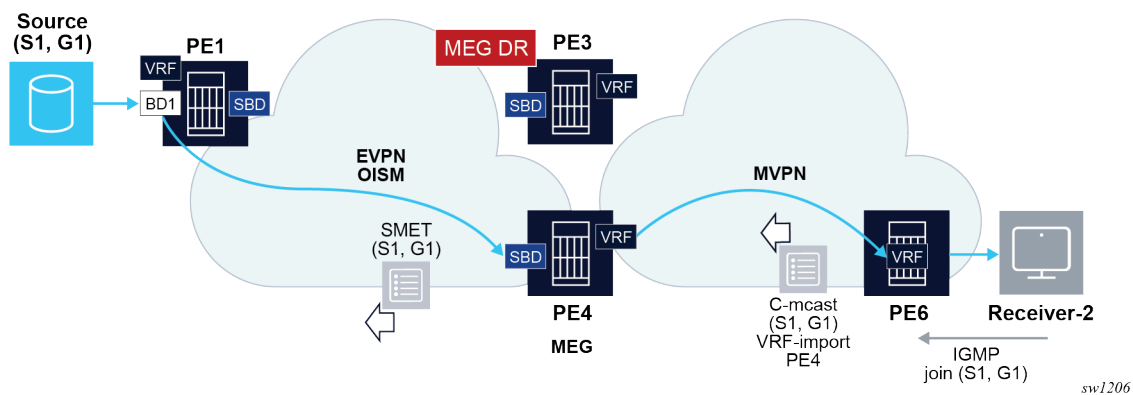 Source
(S1, G1)
PE1
VRF
BD1
SBD
MEG DR
PE3
VRF
SBD
EVPN
OISM
MVPN
SMET
(S1, G1)
VRF
SBD
PE4
MEG
C-mcast
(S1, G1)
VRF-import
PE4
VRF
PE6
Receiver-2
IGMP
join (S1, G1)
sw1206